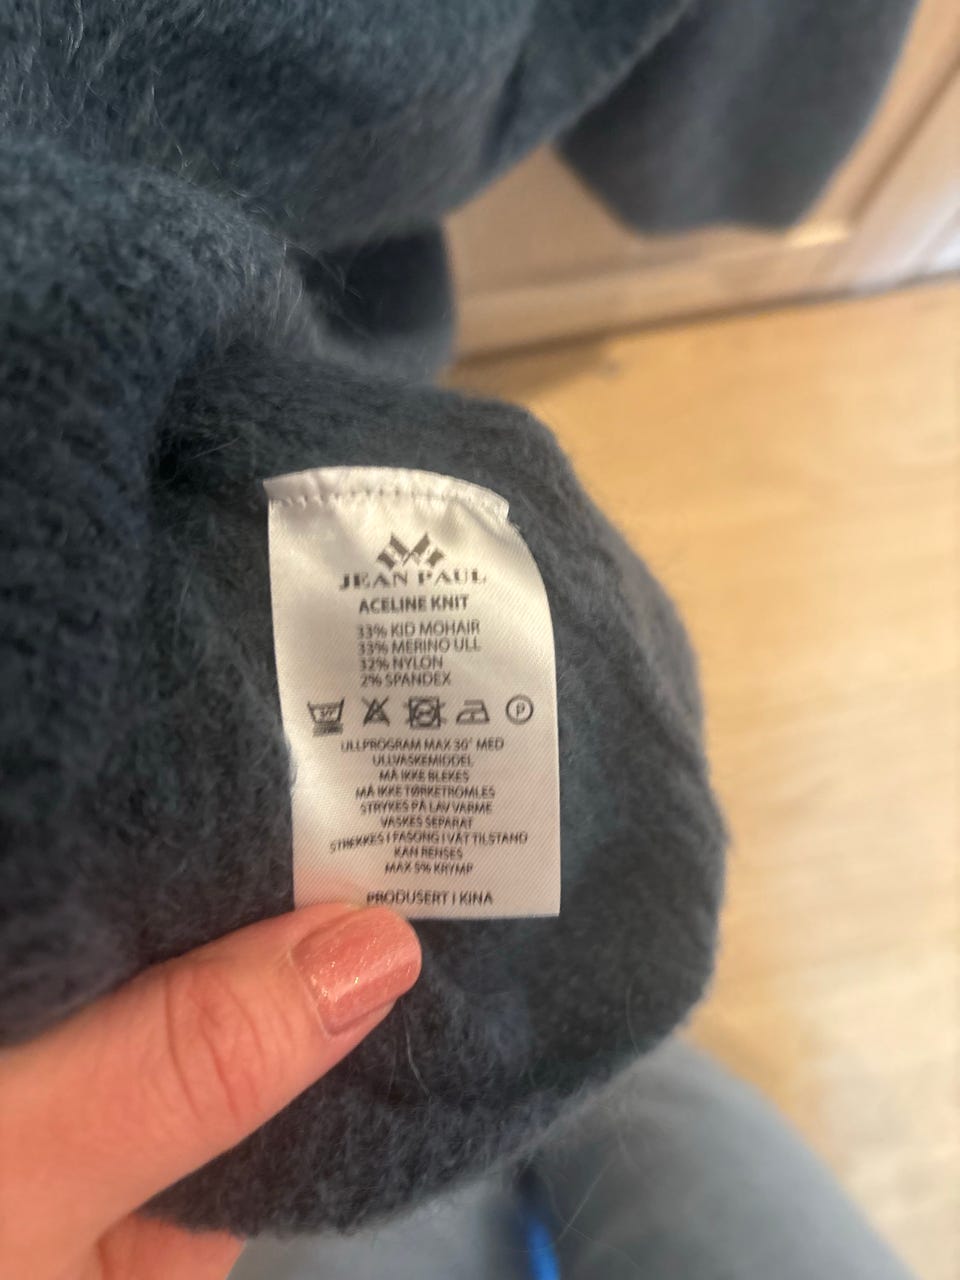 JEAN PAUL
ACELINE KNIT
33% KID MOHAIR
33% MERINO ULL
32% NYLON
2% SPANDEX
30° P
ULLPROGRAM MAX 30° MED
ULLVASKEMIDDEL
MÅ IKKE BLEKES
MÅ IKKE TØRKETROMLES
STRYKES PÅ LAV VARME
VASKES SEPARAT
STREKKES I FASONG I VÅT TILSTAND
KAN RENSES
MAX 5% KRYMP
PRODUSERT I KINA